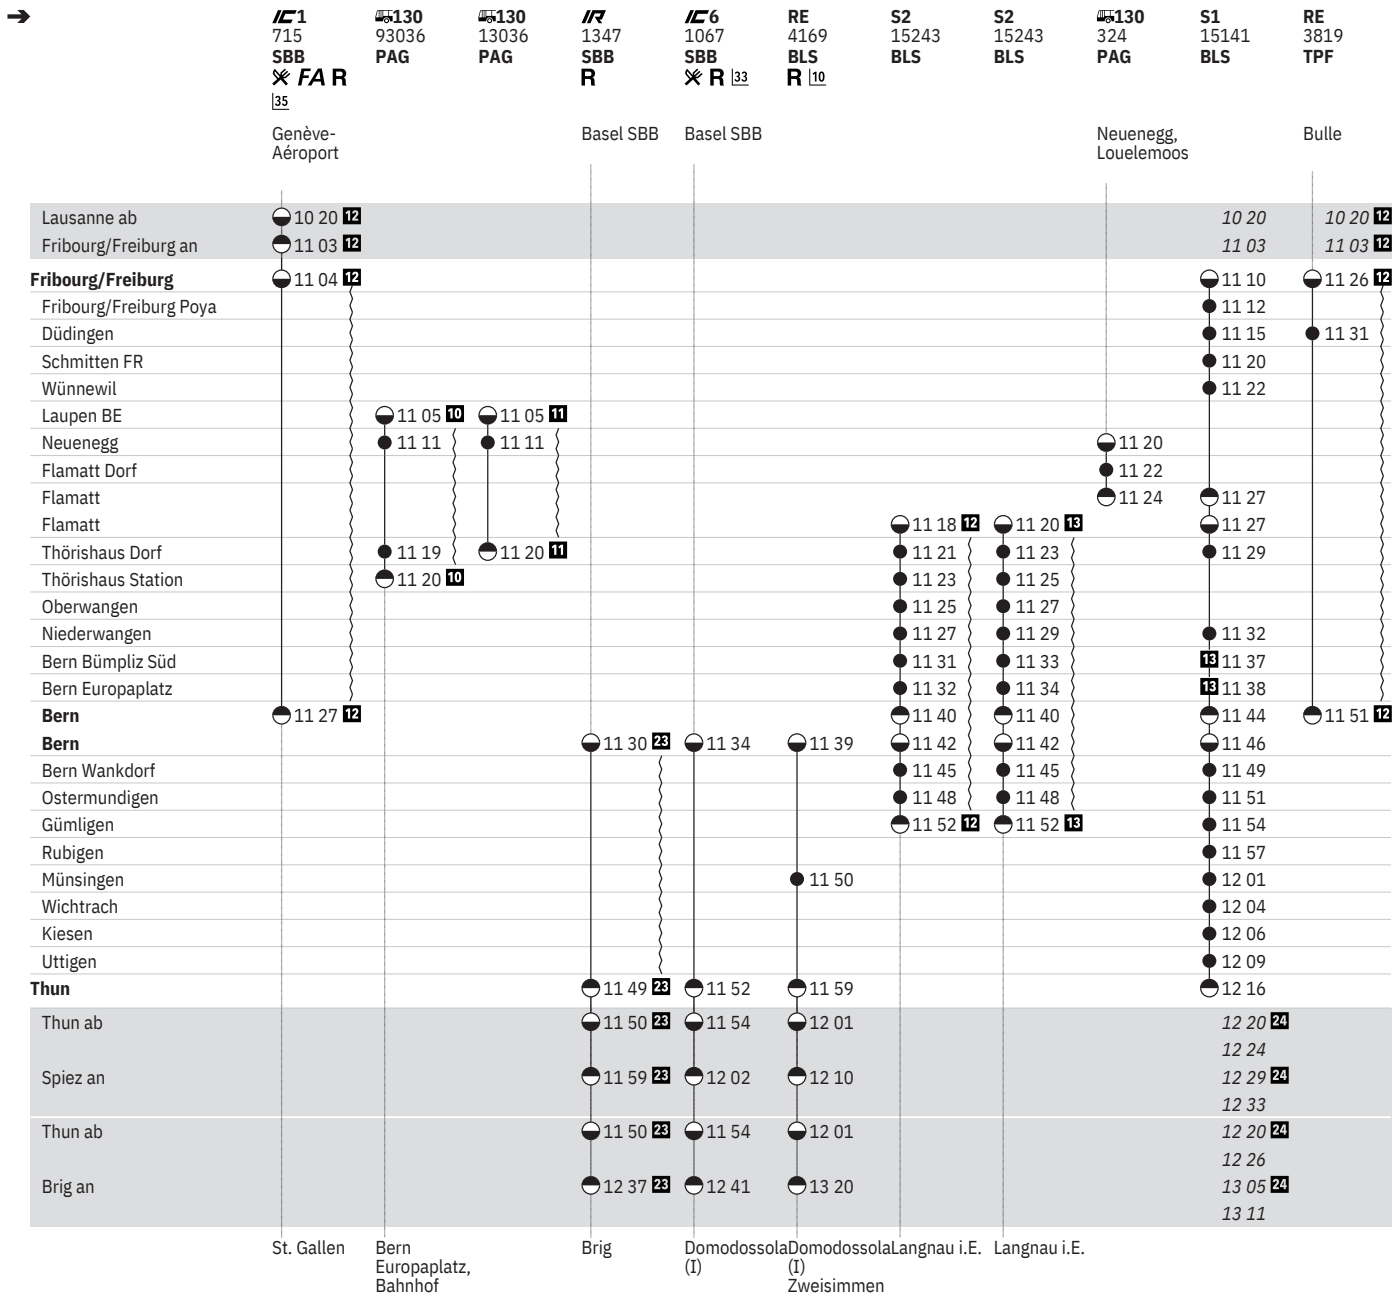 ➔ IC 1 130 130 IR IC 6 RE S2 S2 130 S1 RE
715 93036 13036 1347 1067 4169 15243 15243 324 15141 3819
SBB PAG PAG SBB SBB BLS BLS BLS PAG BLS TPF
FA R R R 33 R 10
35
Genève- Basel SBB Basel SBB Neuenegg, Bulle
Aéroport Louelemoos
Lausanne ab 10 20 12 10 20 10 20 12
Fribourg/Freiburg an 11 03 12 11 03 11 03 12
Fribourg/Freiburg 11 04 12 11 10 11 26 12
Fribourg/Freiburg Poya 11 12
Düdingen 11 15 11 31
Schmitten FR 11 20
Wünnewil 11 22
Laupen BE 11 05 10 11 05 11
Neuenegg 11 11 11 11 11 20
Flamatt Dorf 11 22
Flamatt 11 24 11 27
Flamatt 11 18 12 11 20 13 11 27
Thörishaus Dorf 11 19 11 20 11 11 21 11 23 11 29
Thörishaus Station 11 20 10 11 23 11 25
Oberwangen 11 25 11 27
Niederwangen 11 27 11 29 11 32
Bern Bümpliz Süd 11 31 11 33 13 11 37
Bern Europaplatz 11 32 11 34 13 11 38
Bern 11 27 12 11 40 11 40 11 44 11 51 12
Bern 11 30 23 11 34 11 39 11 42 11 42 11 46
Bern Wankdorf 11 45 11 45 11 49
Ostermundigen 11 48 11 48 11 51
Gümligen 11 52 12 11 52 13 11 54
Rubigen 11 57
Münsingen 11 50 12 01
Wichtrach 12 04
Kiesen 12 06
Uttigen 12 09
Thun 11 49 23 11 52 11 59 12 16
Thun ab 11 50 23 11 54 12 01 12 20 24
12 24
Spiez an 11 59 23 12 02 12 10 12 29 24
12 33
Thun ab 11 50 23 11 54 12 01 12 20 24
12 26
Brig an 12 37 23 12 41 13 20 13 05 24
13 11
St. Gallen Bern Brig Domodossola Domodossola Langnau i.E. Langnau i.E.
Europaplatz, (I) (I)
Bahnhof Zweisimmen